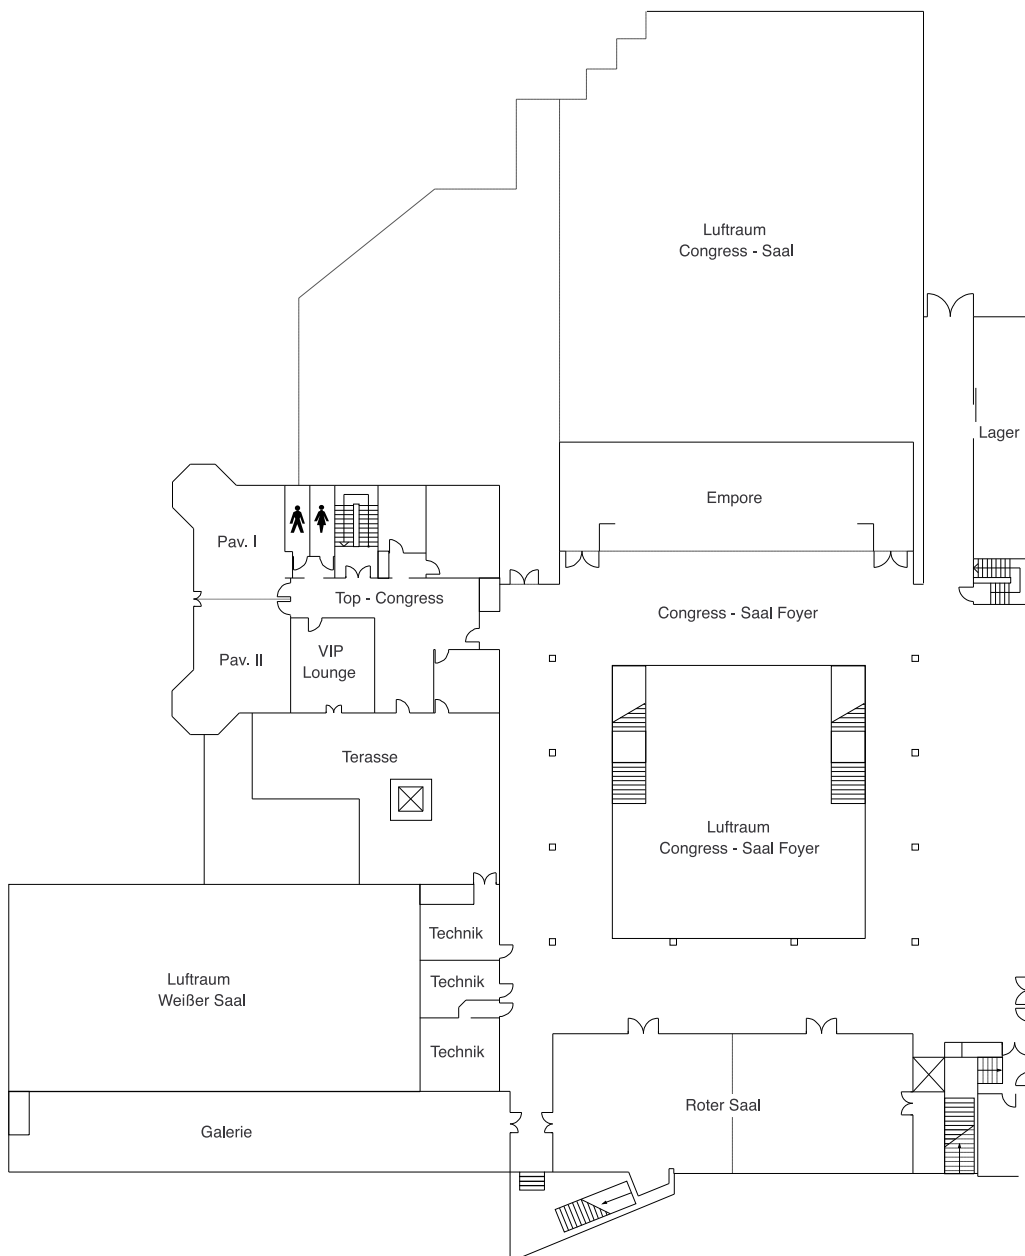 Luftraum
Congress - Saal
Lager
Empore
Pav. I
Top - Congress
Congress - Saal Foyer
VIP
Lounge
Pav. II
Terasse
Luftraum
Congress - Saal Foyer
Technik
Luftraum
Weißer Saal
Technik
Technik
Roter Saal
Galerie